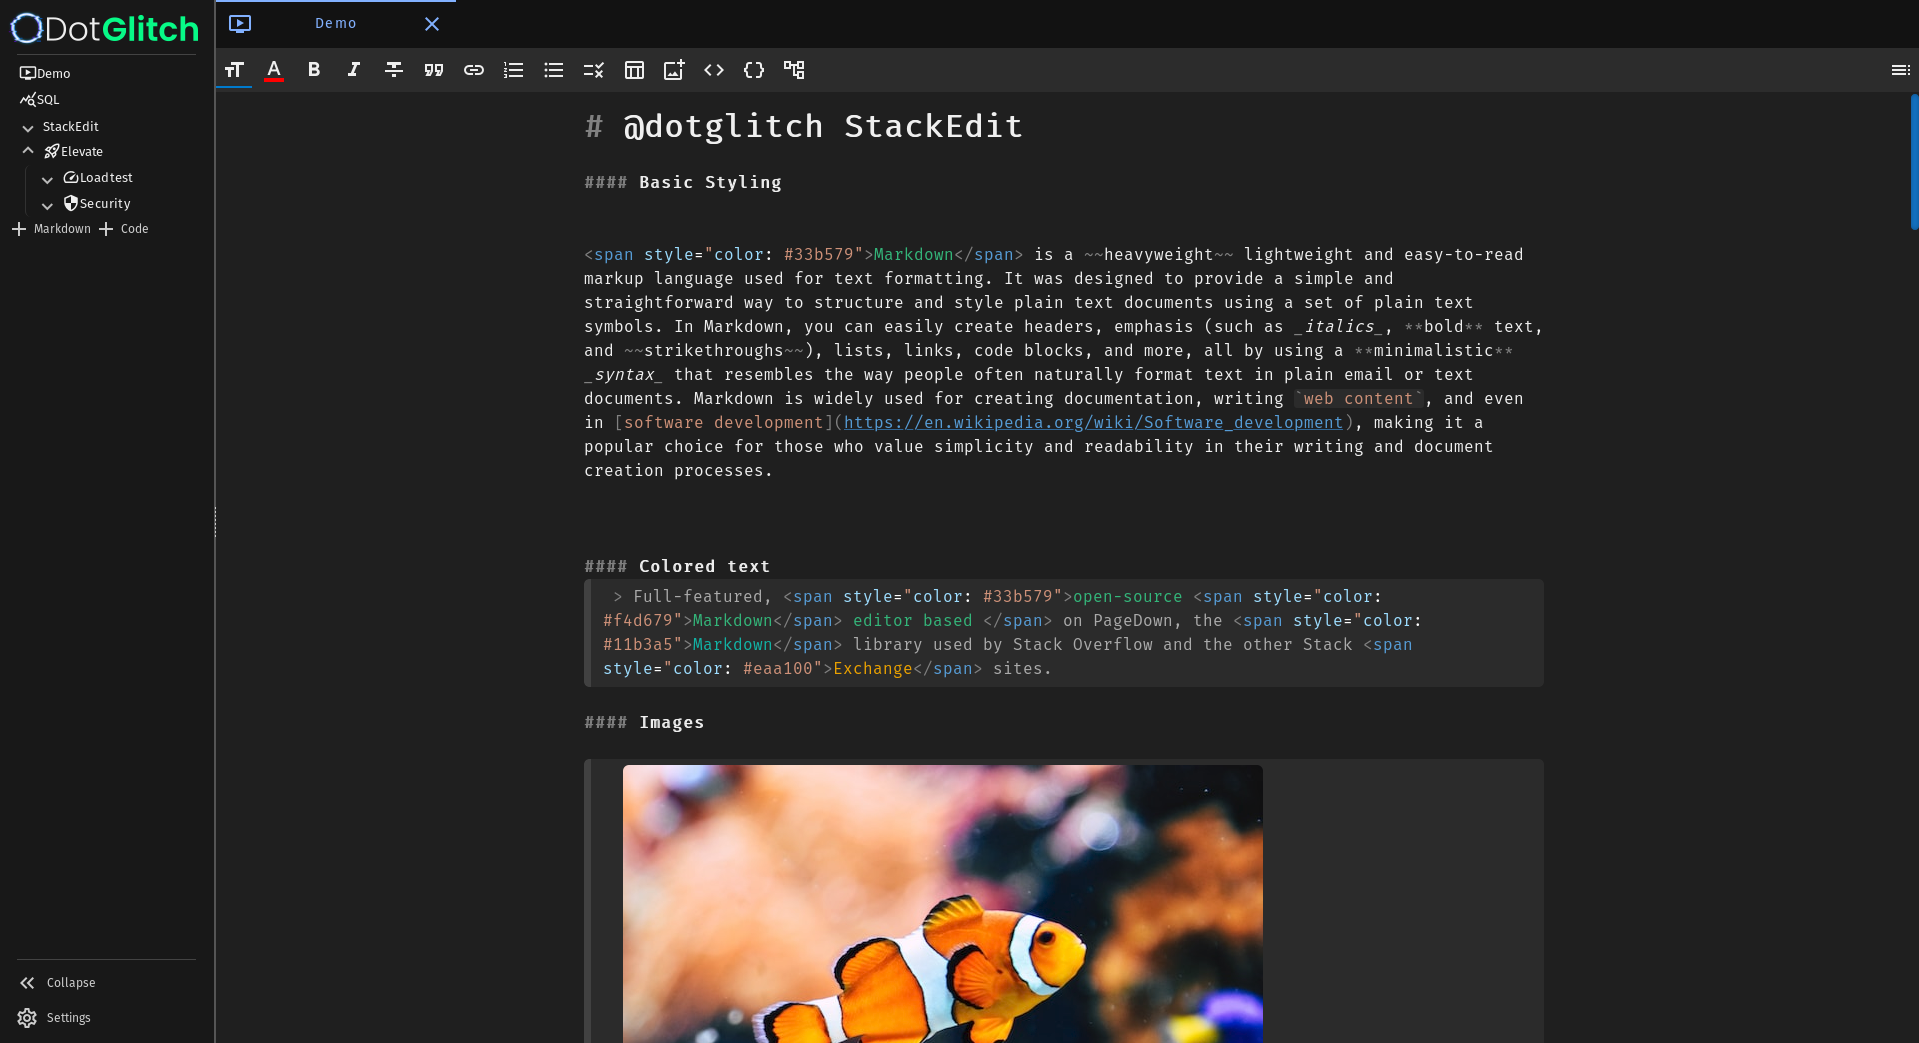 DotGlitch
Demo
SQL
StackEdit
Elevate
Loadtest
Security
Markdown
Code
Collapse
Settings
Demo
# @dotglitch StackEdit
#### Basic Styling
<span style="color: #33b579">Markdown</span> is a ~~heavyweight~~ lightweight and easy-to-read
markup language used for text formatting. It was designed to provide a simple and
straightforward way to structure and style plain text documents using a set of plain text
symbols. In Markdown, you can easily create headers, emphasis (such as _italics_, **bold** text,
and ~~strikethroughs~~), lists, links, code blocks, and more, all by using a **minimalistic**
_syntax_ that resembles the way people often naturally format text in plain email or text
documents. Markdown is widely used for creating documentation, writing `web content`, and even
in [software development](https://en.wikipedia.org/wiki/Software_development), making it a
popular choice for those who value simplicity and readability in their writing and document
creation processes.
#### Colored text
> Full-featured, <span style="color: #33b579">open-source <span style="color:
#f4d679">Markdown</span> editor based </span> on PageDown, the <span style="color:
#11b3a5">Markdown</span> library used by Stack Overflow and the other Stack <span
style="color: #eaa100">Exchange</span> sites.
#### Images